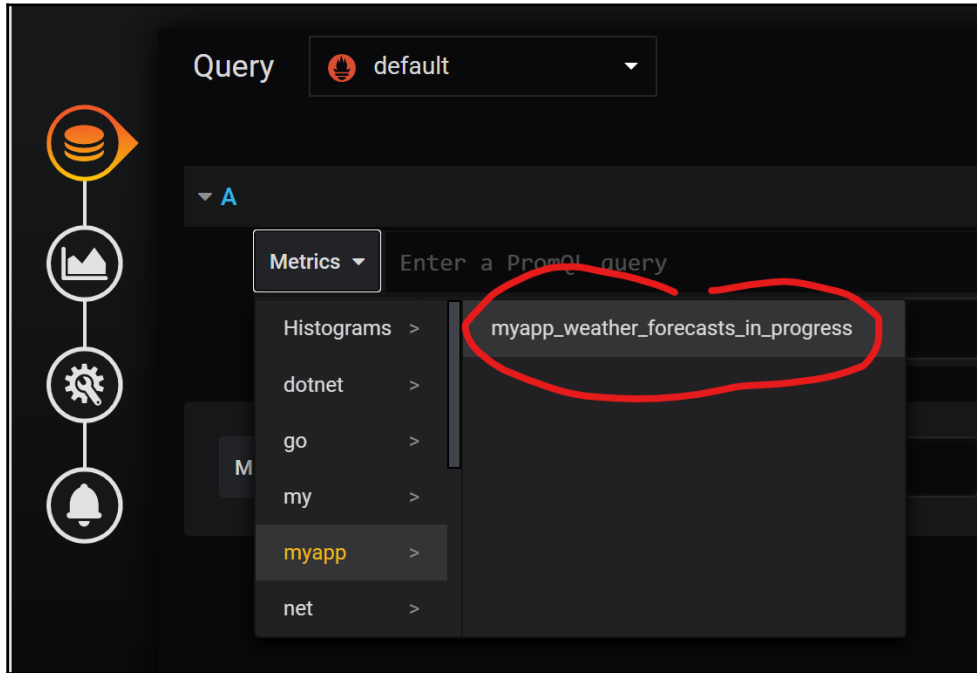 Query default
A
Metrics Enter a PromQL query
Histograms > myapp_weather_forecasts_in_progress
dotnet >
go >
M
my >
myapp >
net >